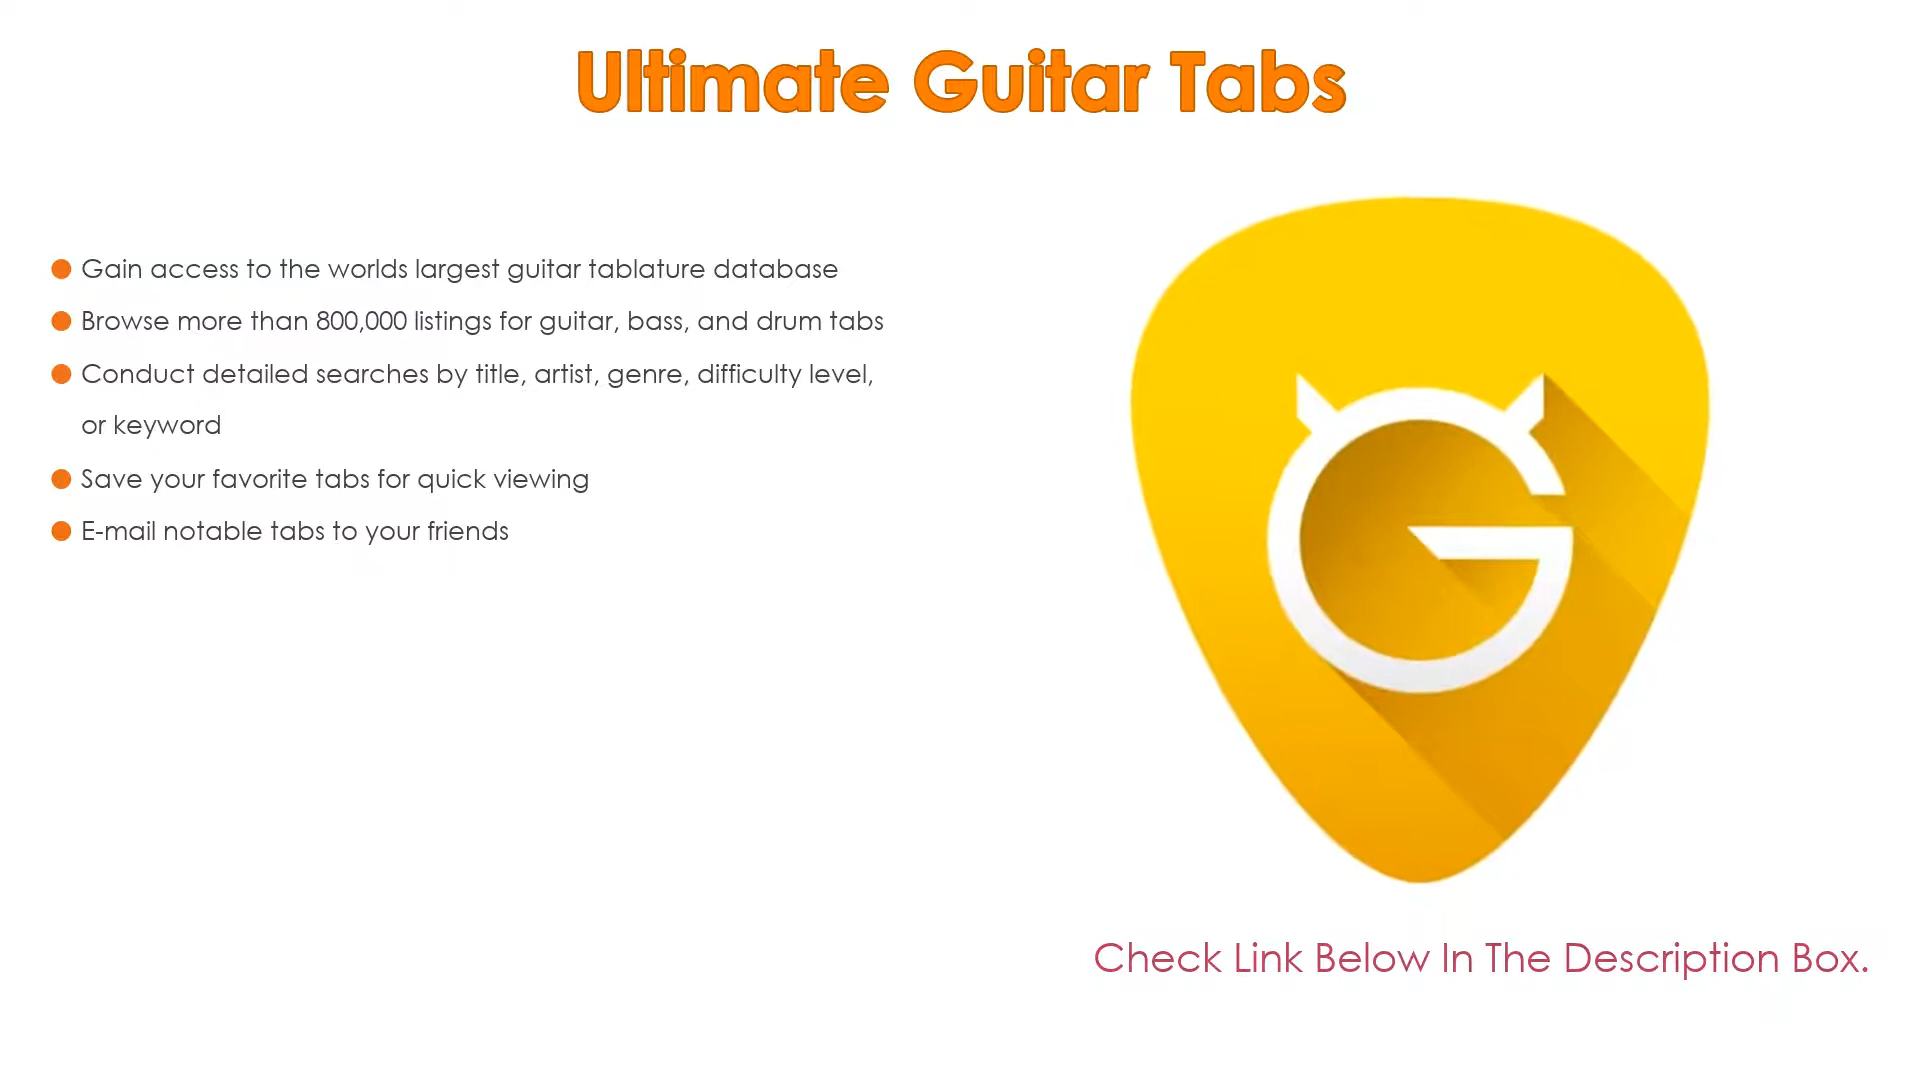 Ultimate Guitar Tabs
Gain access to the worlds largest guitar tablature database
Browse more than 800,000 listings for guitar, bass, and drum tabs
Conduct detailed searches by title, artist, genre, difficulty level,
or keyword
Save your favorite tabs for quick viewing
E-mail notable tabs to your friends
G
Check Link Below In The Description Box.